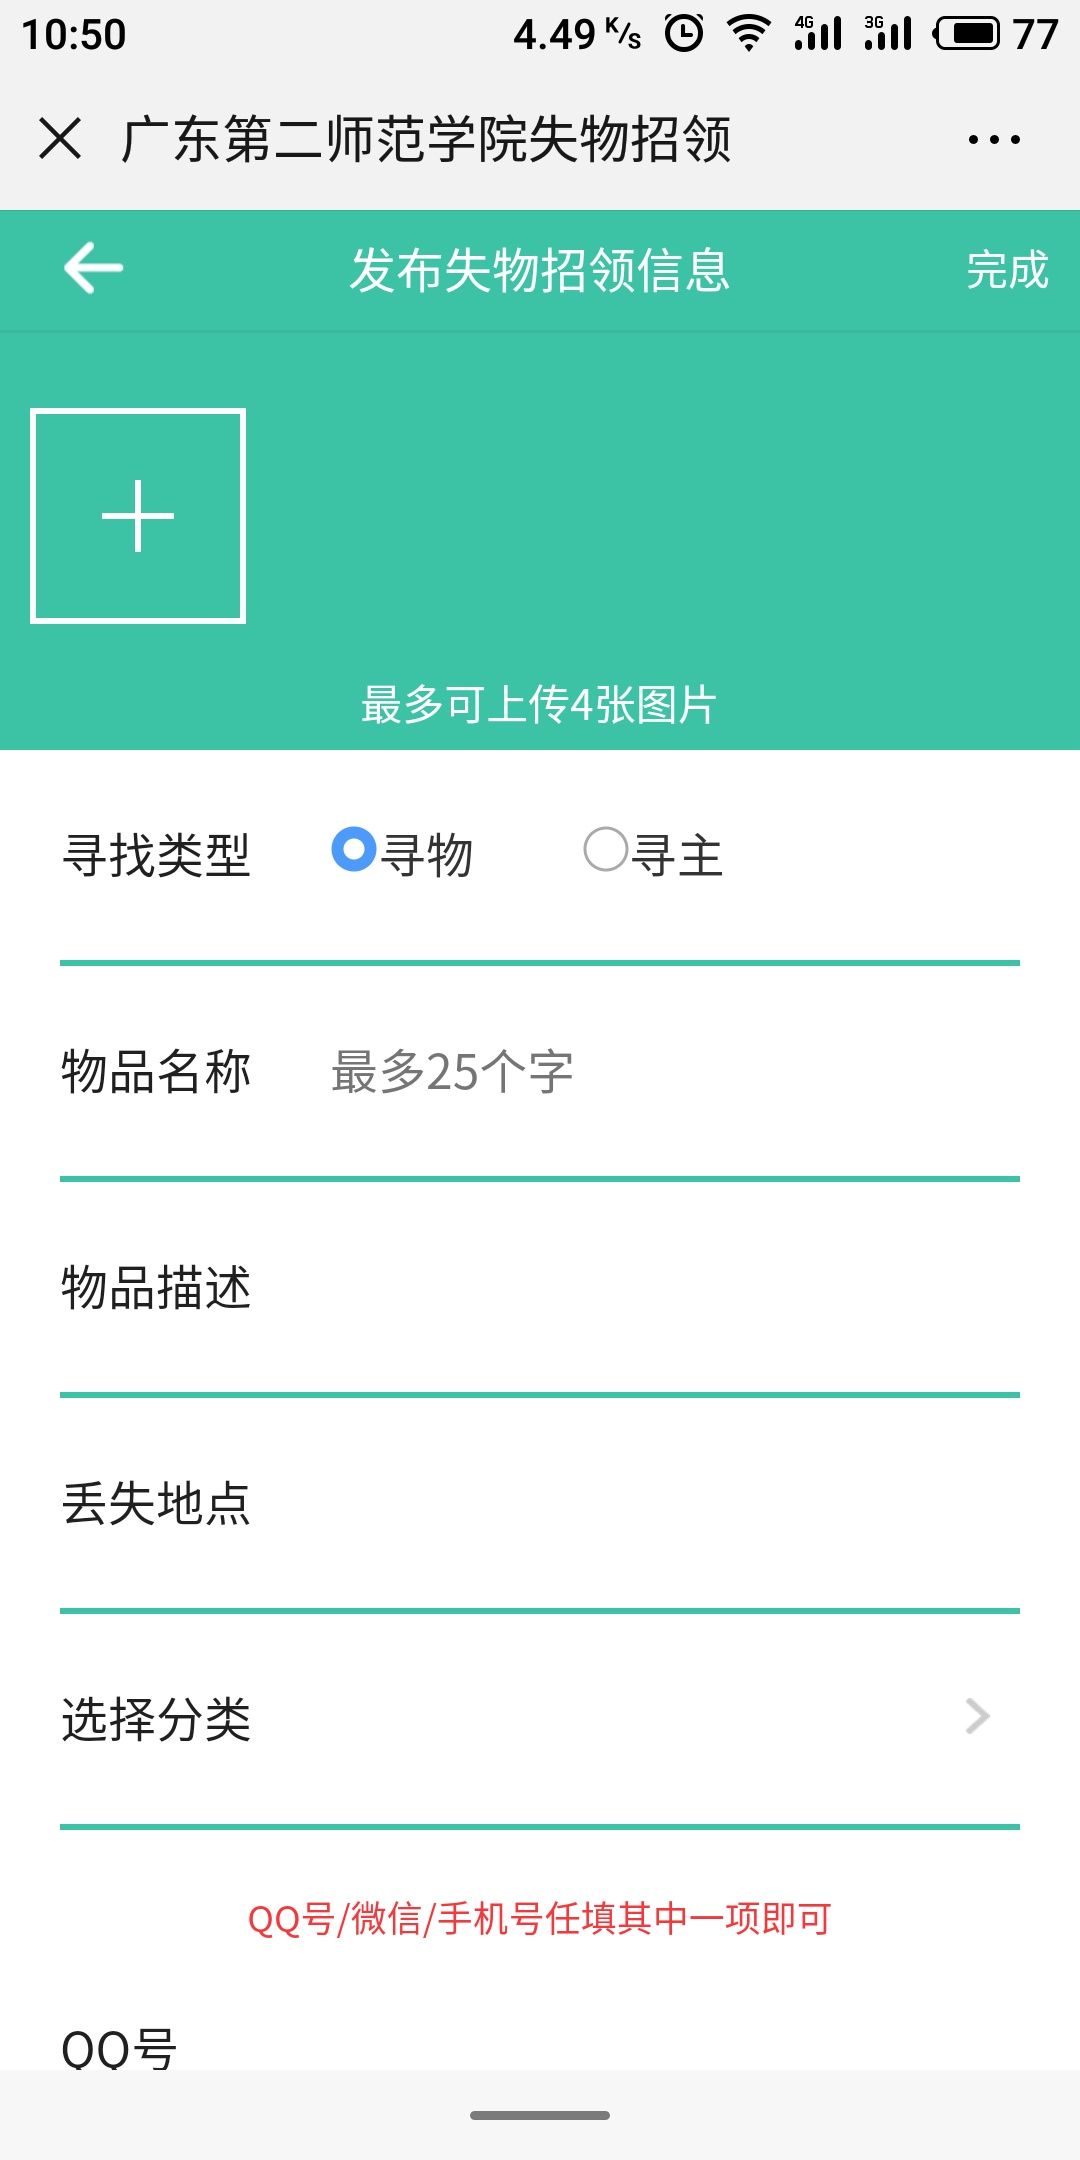 10:50 4.49 K/s 4G 3G 77
广东第二师范学院失物招领
发布失物招领信息 完成
最多可上传4张图片
寻找类型 寻物 寻主
物品名称 最多25个字
物品描述
丢失地点
选择分类
QQ号/微信/手机号任填其中一项即可
QQ号